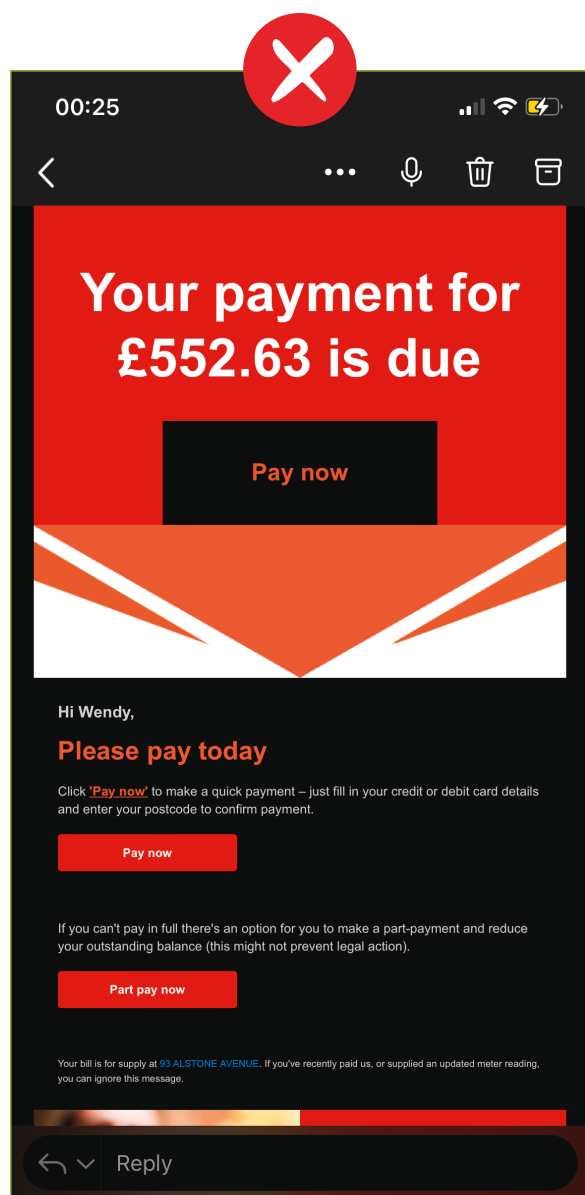 00:25
Your payment for
£552.63 is due
Pay now
Hi Wendy,
Please pay today
Click 'Pay now' to make a quick payment – just fill in your credit or debit card details
and enter your postcode to confirm payment.
Pay now
If you can't pay in full there's an option for you to make a part-payment and reduce
your outstanding balance (this might not prevent legal action).
Part pay now
Your bill is for supply at 93 ALSTONE AVENUE. If you've recently paid us, or supplied an updated meter reading,
you can ignore this message.
Reply